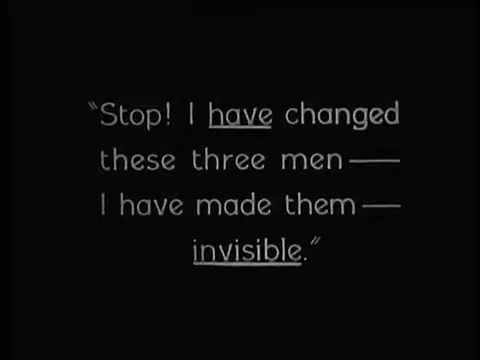 "Stop! I have changed
these three men——
I have made them——
invisible."